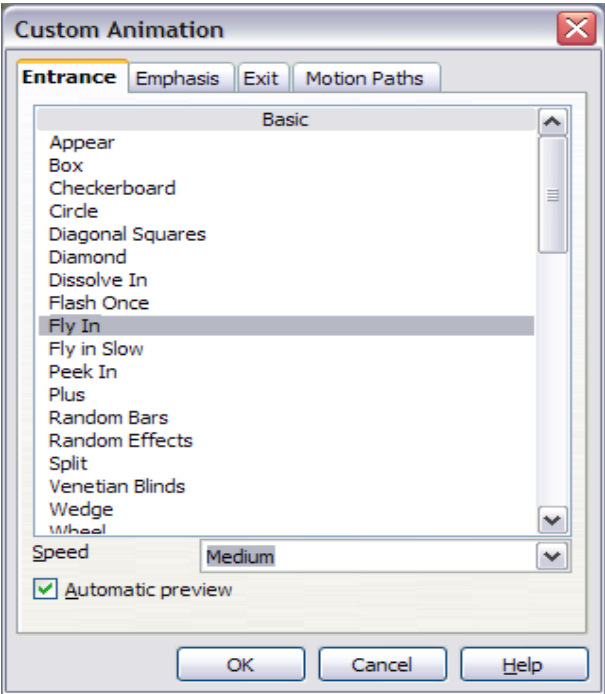 Custom Animation
Entrance Emphasis Exit Motion Paths
Basic
Appear
Box
Checkerboard
Circle
Diagonal Squares
Diamond
Dissolve In
Flash Once
Fly In
Fly in Slow
Peek In
Plus
Random Bars
Random Effects
Split
Venetian Blinds
Wedge
Wheel
Speed Medium
Automatic preview
OK Cancel Help